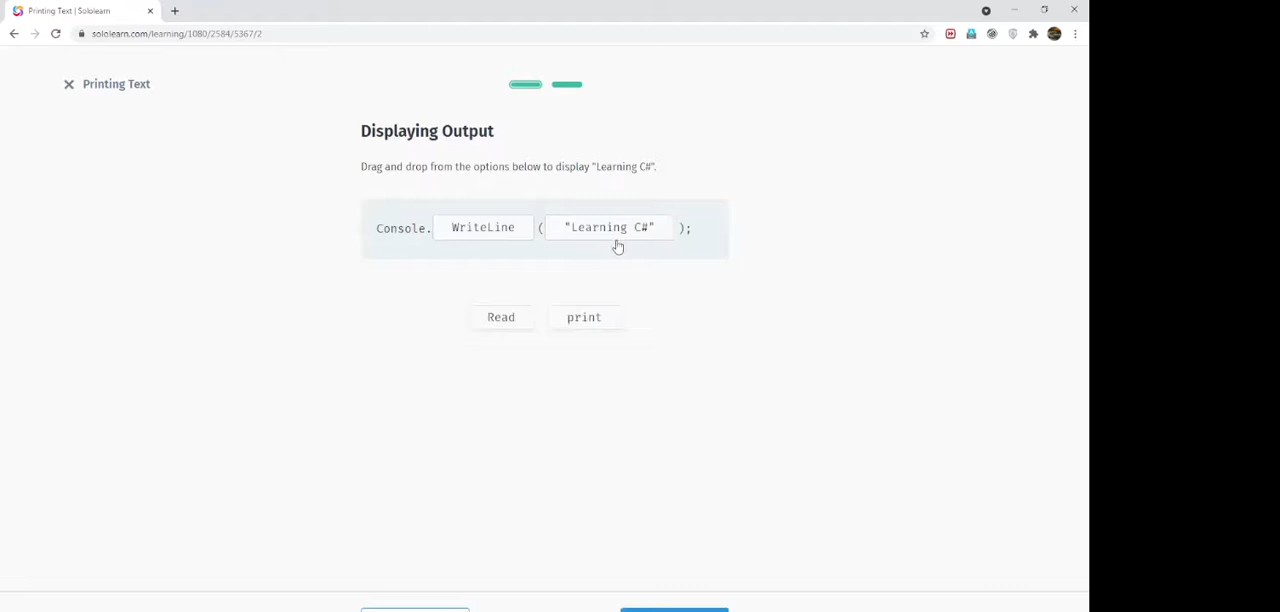 Printing Text | Sololearn
sololearn.com/learning/1080/2584/5367/2
Printing Text
Displaying Output
Drag and drop from the options below to display "Learning C#".
Console. WriteLine ( "Learning C#" );
Read print